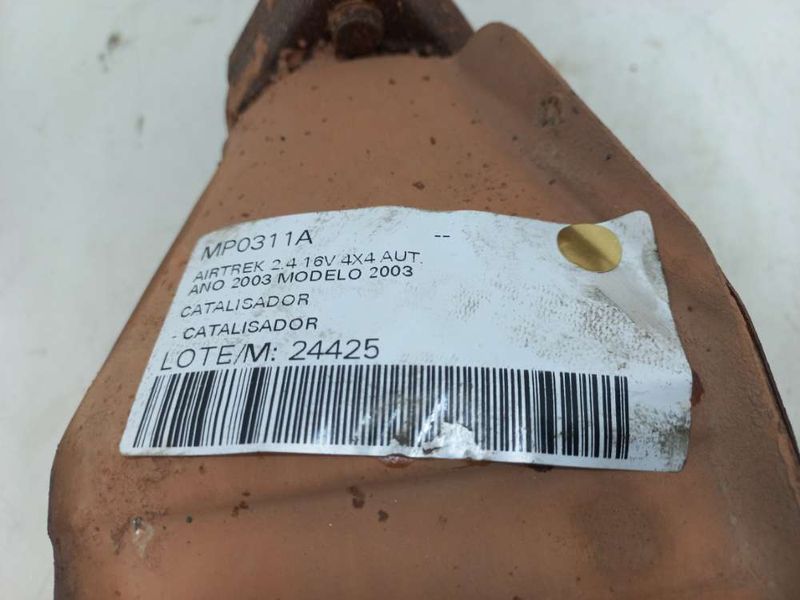 MP0311A --
AIRTREK 2.4 16V 4X4 AUT.
ANO 2003 MODELO 2003
CATALISADOR
- CATALISADOR
LOTE/M: 24425